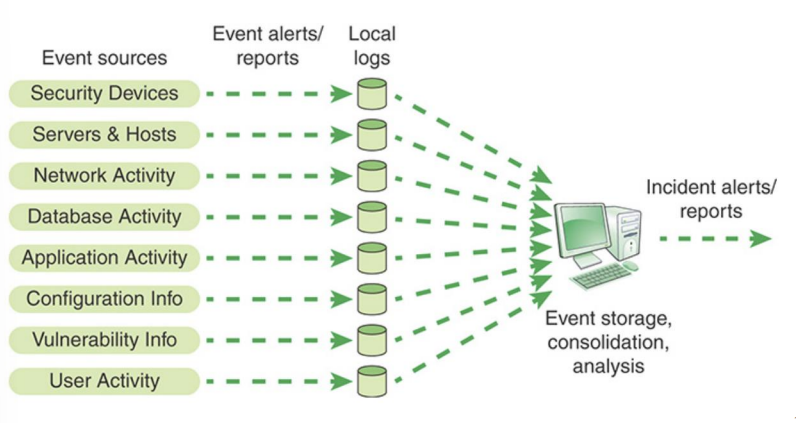 Event sources
Event alerts/
reports
Local
logs
Security Devices
Servers & Hosts
Network Activity
Database Activity
Application Activity
Configuration Info
Vulnerability Info
User Activity
Incident alerts/
reports
Event storage,
consolidation,
analysis